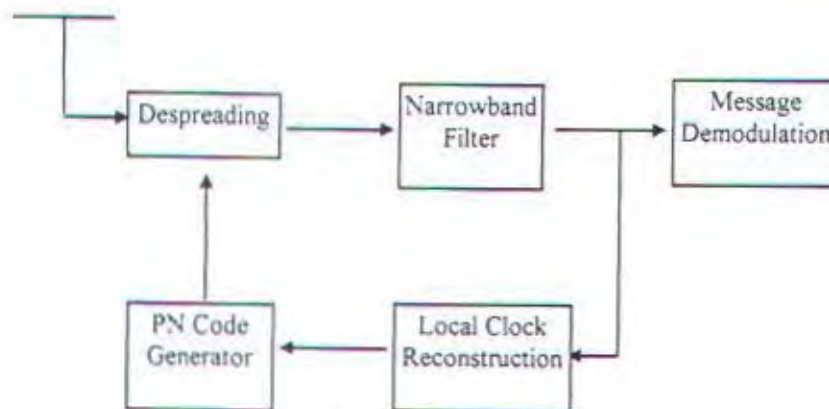 Despreading
Narrowband
Filter
Message
Demodulation
PN Code
Generator
Local Clock
Reconstruction